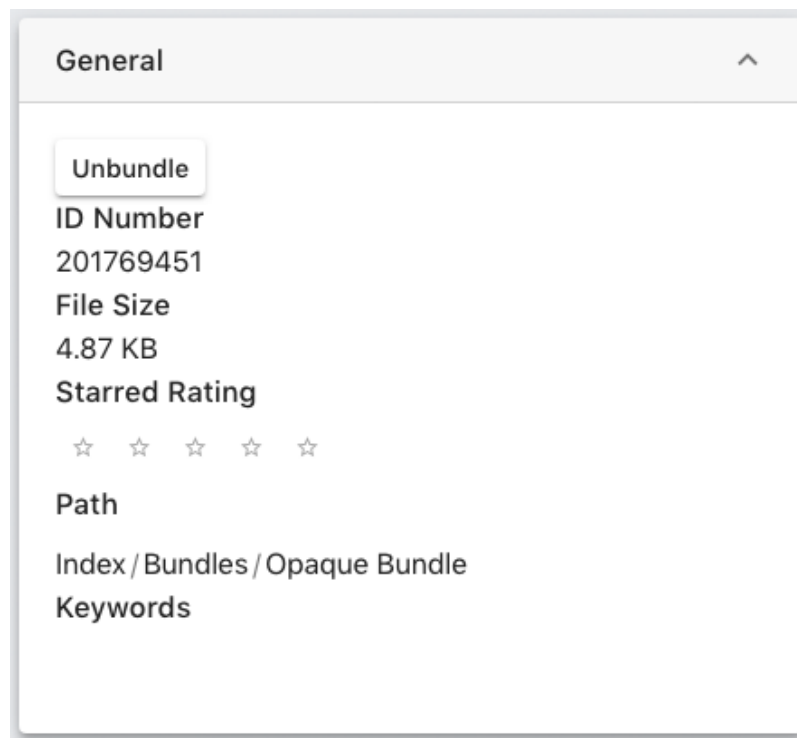 General
Unbundle
ID Number
201769451
File Size
4.87 KB
Starred Rating
Path
Index/Bundles/Opaque Bundle
Keywords